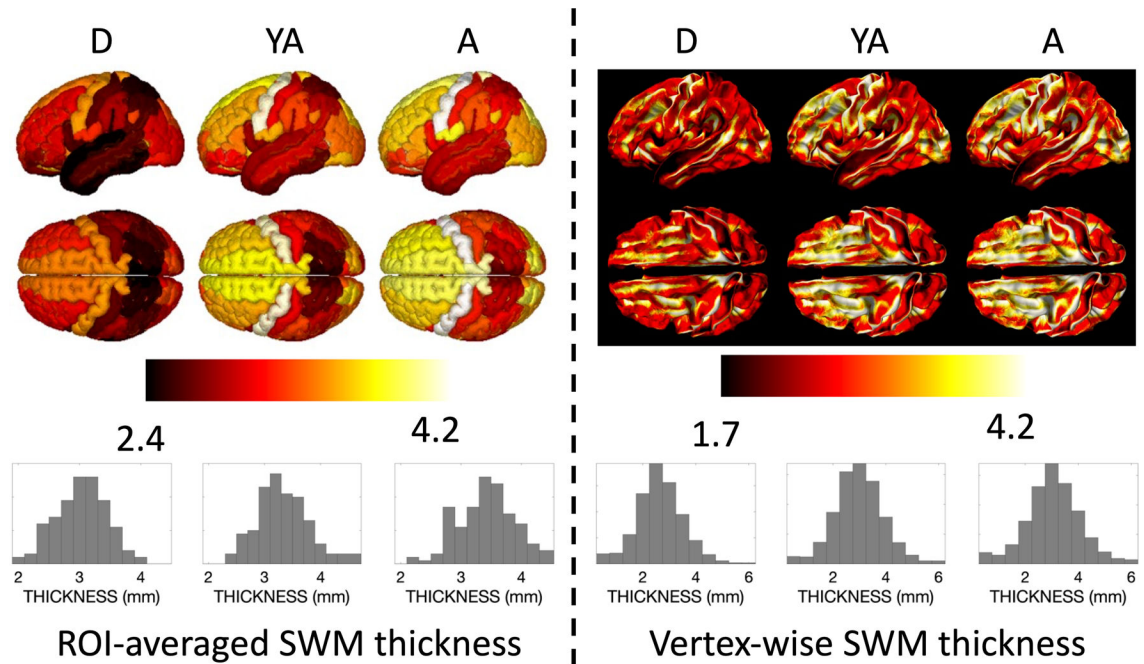 D YA A
D YA A
2.4 4.2
1.7 4.2
2 3 4
2 3 4
2 3 4
2 4 6
2 4 6
2 4 6
THICKNESS (mm) THICKNESS (mm) THICKNESS (mm)
THICKNESS (mm) THICKNESS (mm) THICKNESS (mm)
ROI-averaged SWM thickness
Vertex-wise SWM thickness